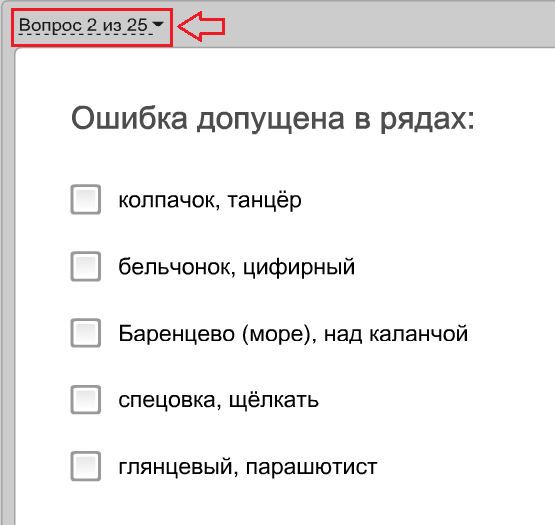 Вопрос 2 из 25
Ошибка допущена в рядах:
колпачок, танцёр
бельчонок, цифирный
Баренцево (море), над каланчой
спецовка, щёлкать
глянцевый, парашютист